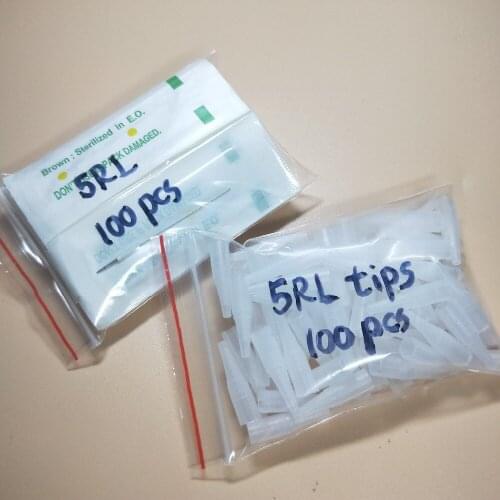 Brown: Sterilized in E.O.
DON'T PACK DAMAGED.
5RL
100 pcs
5RL tips
100 pcs